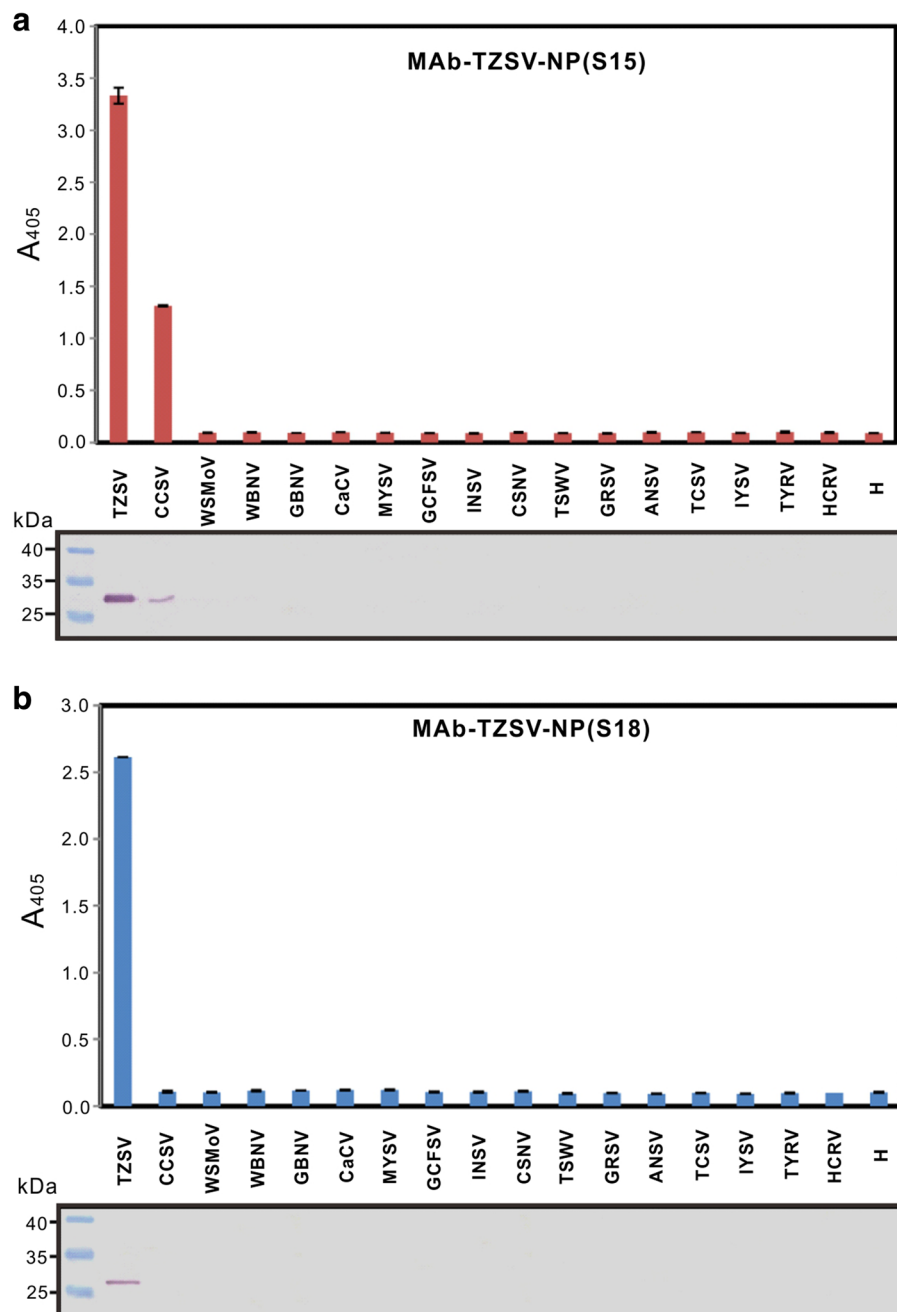 a
MAb-TZSV-NP(S15)
A405
4.0
3.5
3.0
2.5
2.0
1.5
1.0
0.5
0.0
TZSV
CCSV
WSMoV
WBNV
GBNV
CaCV
MYSV
GCFSV
INSV
CSNV
TSWV
GRSV
ANSV
TCSV
IYSV
TYRV
HCRV
H
kDa
40
35
25
b
MAb-TZSV-NP(S18)
A405
3.0
2.5
2.0
1.5
1.0
0.5
0.0
TZSV
CCSV
WSMoV
WBNV
GBNV
CaCV
MYSV
GCFSV
INSV
CSNV
TSWV
GRSV
ANSV
TCSV
IYSV
TYRV
HCRV
H
kDa
40
35
25